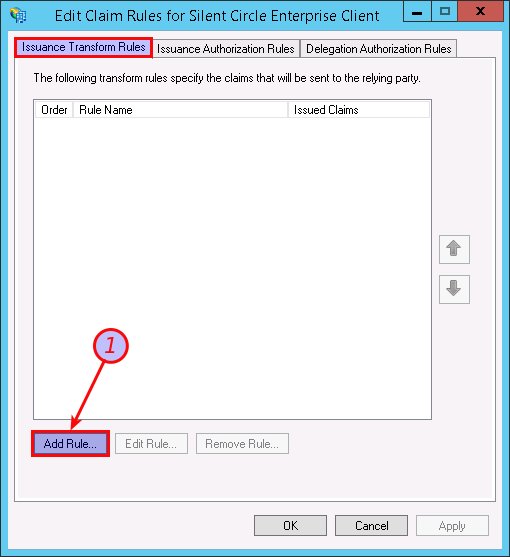 Edit Claim Rules for Silent Circle Enterprise Client
Issuance Transform Rules Issuance Authorization Rules Delegation Authorization Rules
The following transform rules specify the claims that will be sent to the relying party.
Order Rule Name Issued Claims
1
Add Rule... Edit Rule... Remove Rule...
OK Cancel Apply